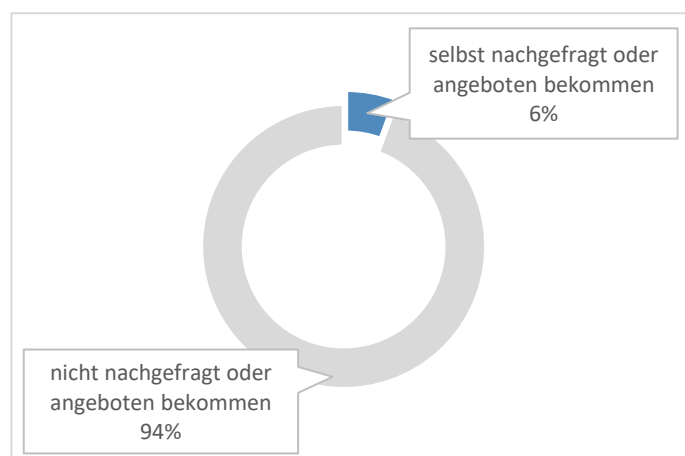 selbst nachgefragt oder
angeboten bekommen
6%
nicht nachgefragt oder
angeboten bekommen
94%